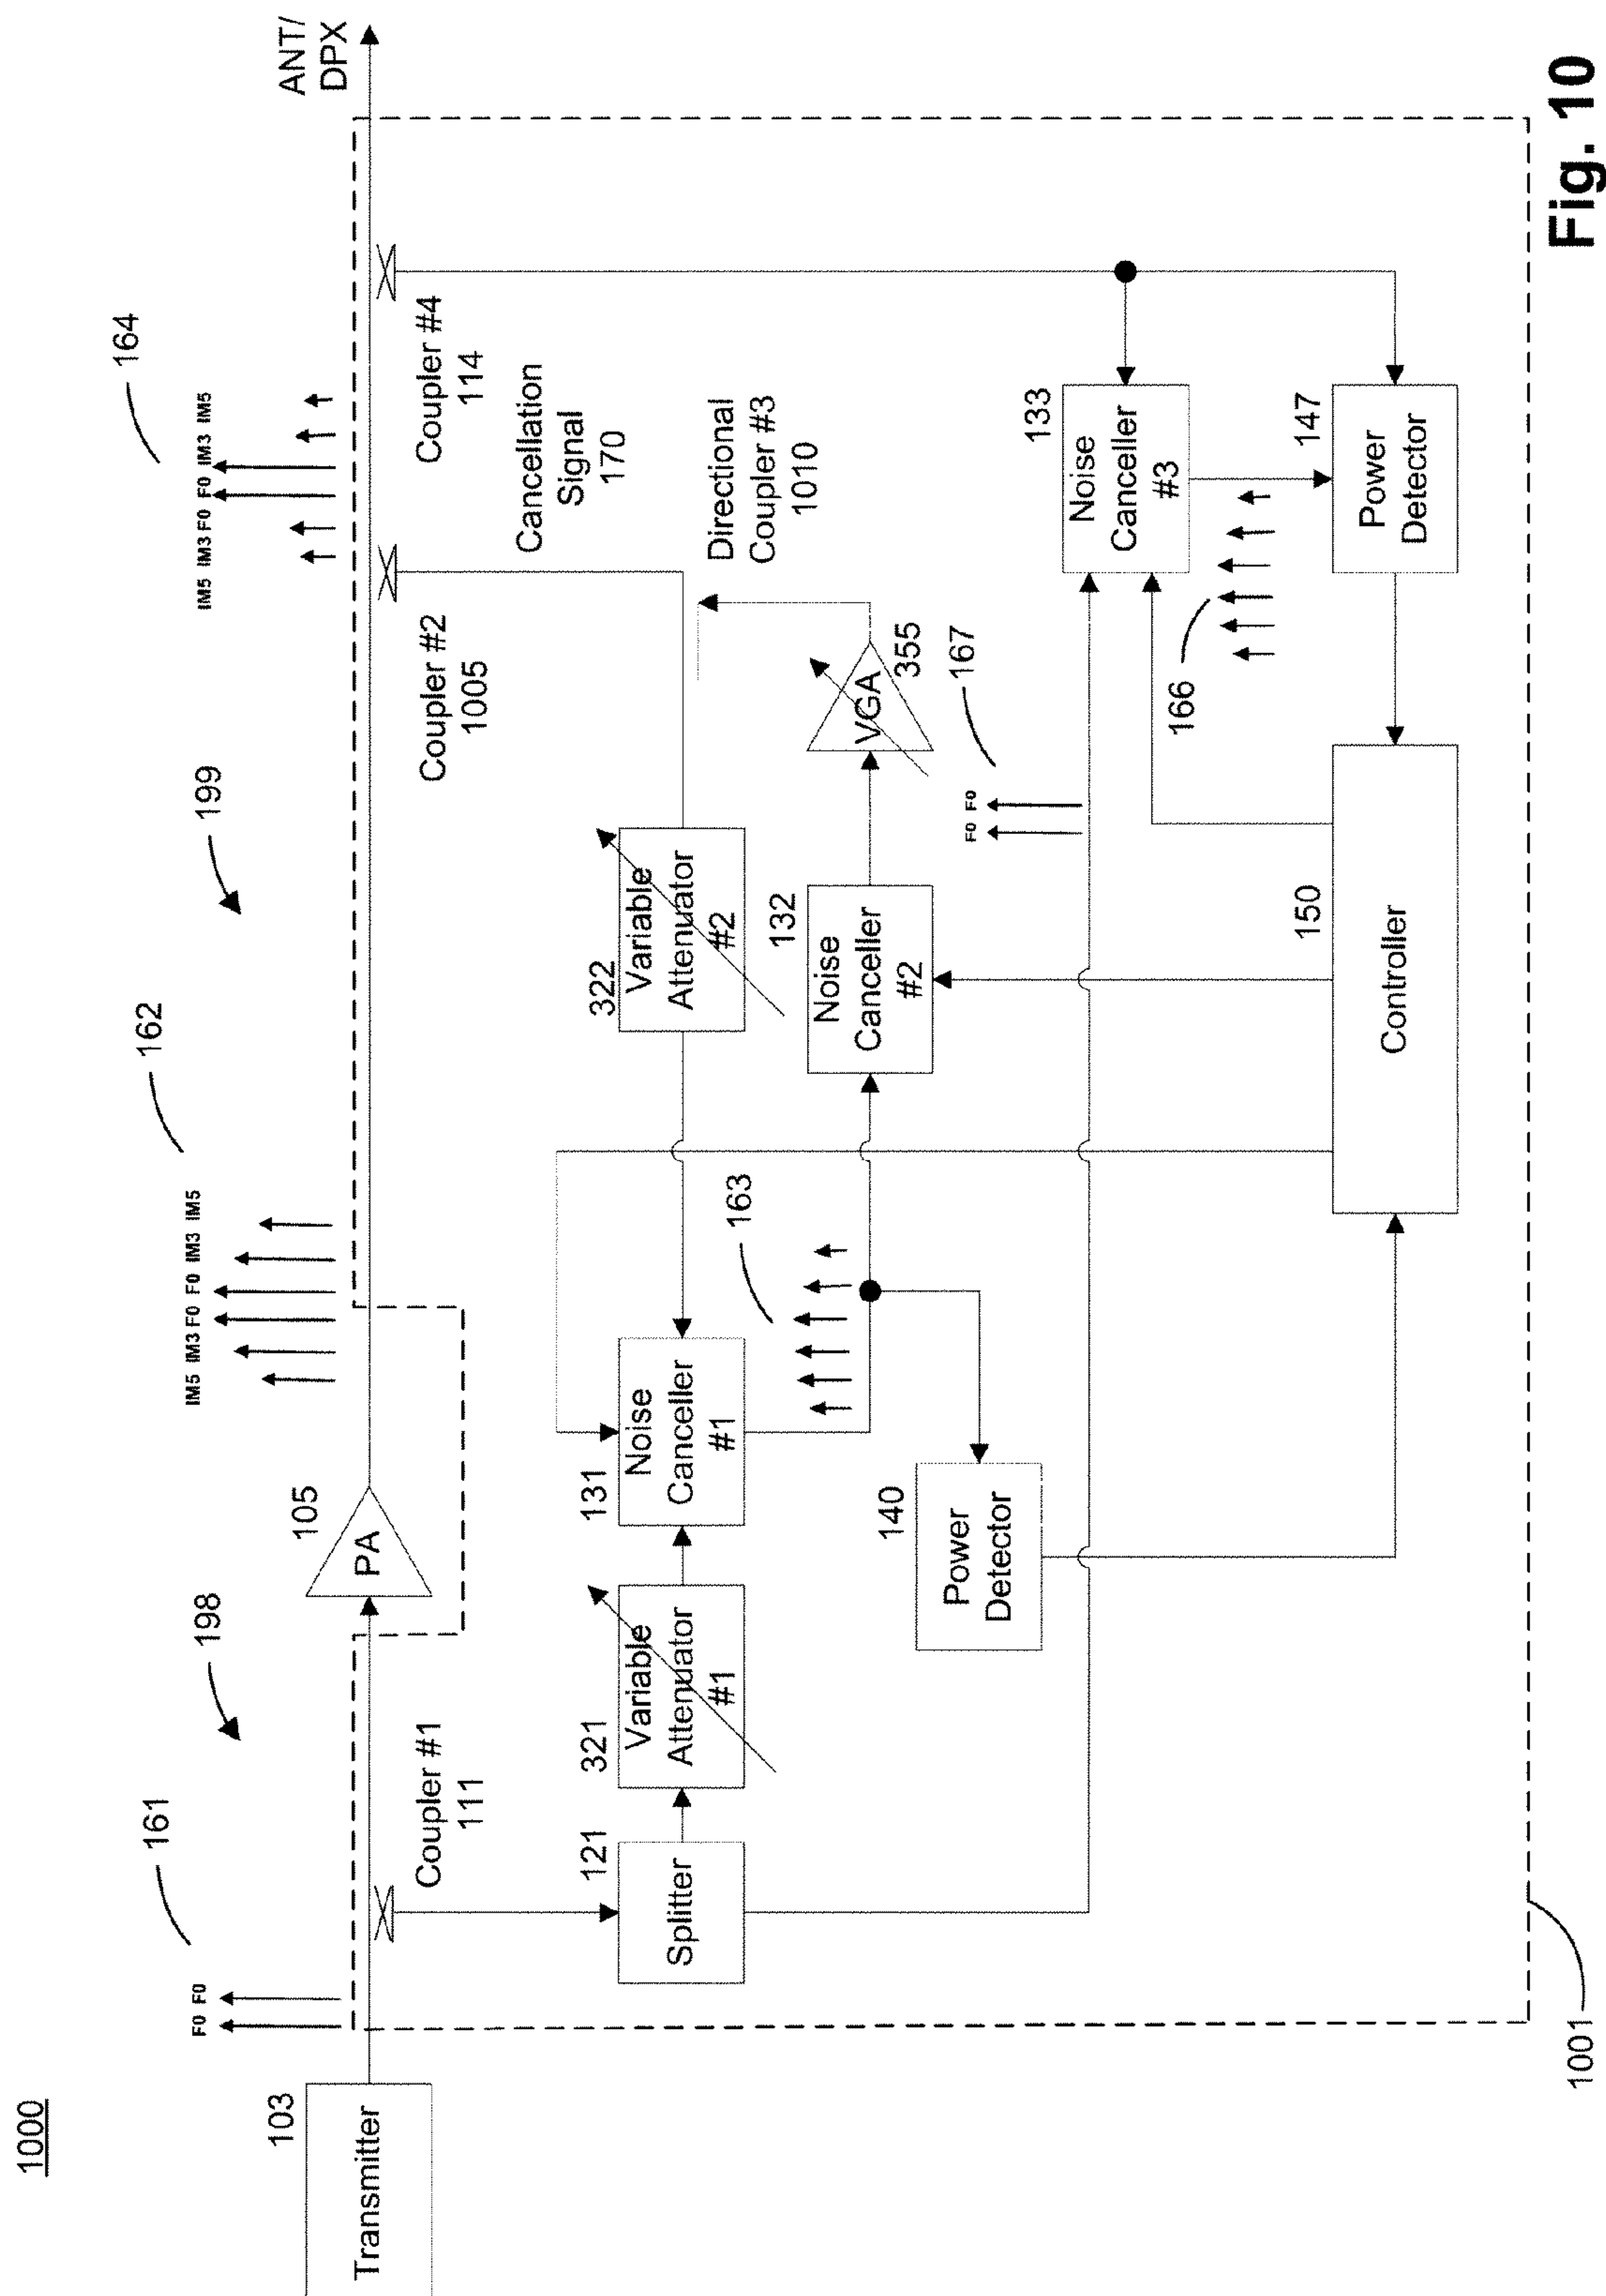 1000
161
F0 F0
198
162
IM5 IM3 F0 F0 IM3 IM5
199
164
IM5 IM3 F0 F0 IM3 IM5
ANT/
DPX
103
Transmitter
105
PA
Coupler #1
111
Coupler #2
1005
Coupler #4
114
Cancellation
Signal
170
121
Splitter
321
Variable
Attenuator
#1
131
Noise
Canceller
#1
322
Variable
Attenuator
#2
Directional
Coupler #3
1010
163
132
Noise
Canceller
#2
VGA
355
140
Power
Detector
F0 F0
167
133
Noise
Canceller
#3
166
150
Controller
147
Power
Detector
1001
Fig. 10